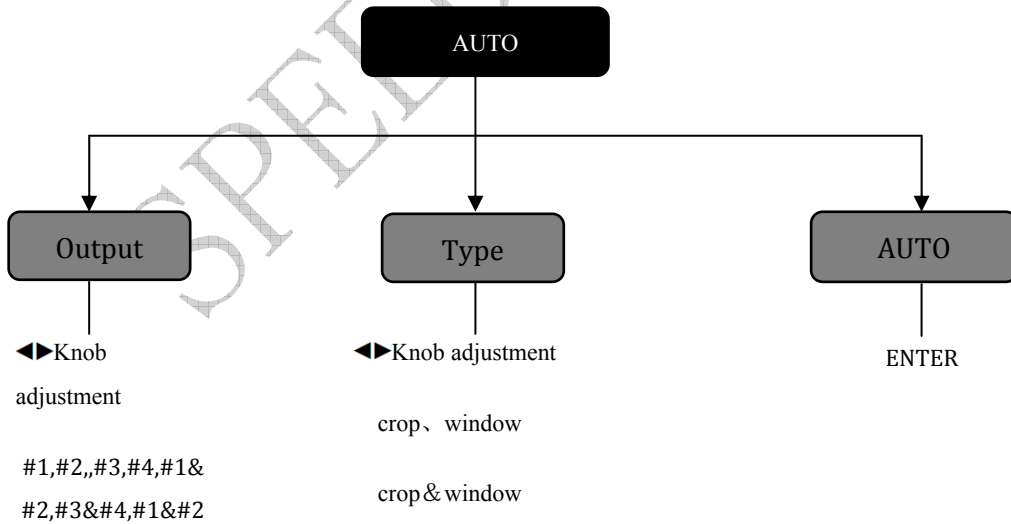 AUTO
Output
Type
AUTO
◀▶Knob
adjustment
#1,#2,,#3,#4,#1&
#2,#3&#4,#1&#2
◀▶Knob adjustment
crop、window
crop＆window
ENTER